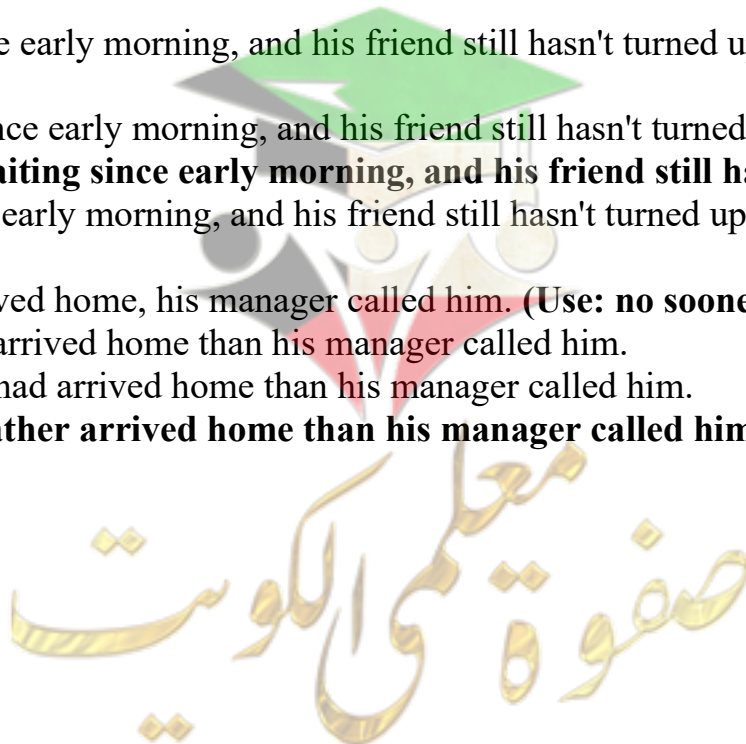 e early morning, and his friend still hasn't turned u
nce early morning, and his friend still hasn't turned
aiting since early morning, and his friend still ha
early morning, and his friend still hasn't turned up
ved home, his manager called him. (Use: no soone
arrived home than his manager called him.
had arrived home than his manager called him.
ather arrived home than his manager called him
صفوة معلمى الكويت